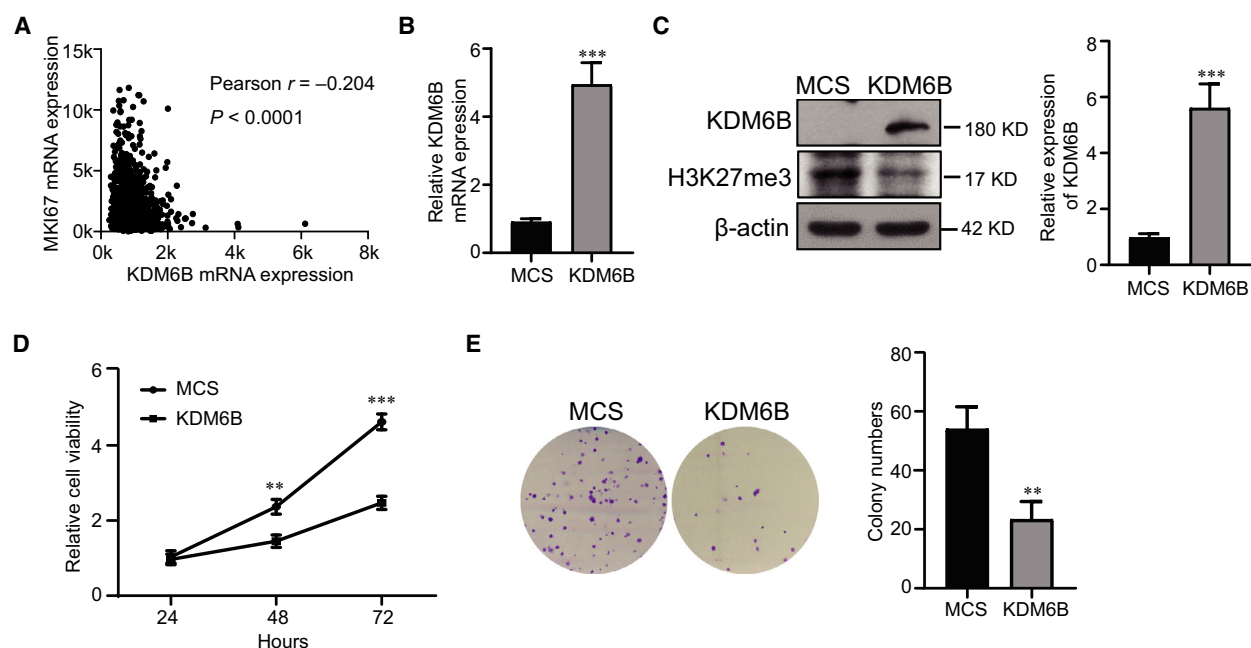 A
MKI67 mRNA expression
15k
10k
5k
0k
Pearson r = –0.204
P < 0.0001
0k 2k 4k 6k 8k
KDM6B mRNA expression
B
Relative KDM6B
mRNA epression
6
4
2
0
***
MCS KDM6B
C
MCS KDM6B
KDM6B
180 KD
H3K27me3
17 KD
β-actin
42 KD
Relative expression
of KDM6B
8
6
4
2
0
***
MCS KDM6B
D
Relative cell viability
6
4
2
0
MCS
KDM6B
**
***
24 48 72
Hours
E
MCS KDM6B
Colony numbers
80
60
40
20
0
**
MCS KDM6B